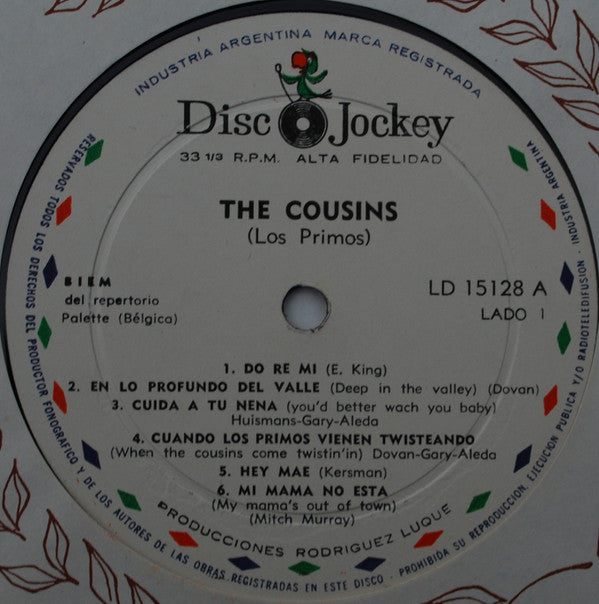 INDUSTRIA ARGENTINA MARCA REGISTRADA
Disc Jockey
33 1/3 R.P.M. ALTA FIDELIDAD
THE COUSINS
(Los Primos)
BIEM
del repertorio
Palette (Bélgica)
LD 15128 A
LADO 1
1. DO RE MI (E. King)
2. EN LO PROFUNDO DEL VALLE (Deep in the valley) (Dovan)
3. CUIDA A TU NENA (you'd better wach you baby)
Huismans-Gary-Aleda
4. CUANDO LOS PRIMOS VIENEN TWISTEANDO
(When the cousins come twistin') Dovan-Gary-Aleda
5. HEY MAE (Kersman)
6. MI MAMA NO ESTA
(My mama's out of town)
(Mitch Murray)
PRODUCCIONES RODRIGUEZ LUQUE
RESERVADOS TODOS LOS DERECHOS DEL PRODUCTOR FONOGRAFICO Y DE LOS AUTORES DE LAS OBRAS REGISTRADAS EN ESTE DISCO - PROHIBIDA SU REPRODUCCION, EJECUCION PUBLICA Y/O RADIOTELEDIFUSION - INDUSTRIA ARGENTINA